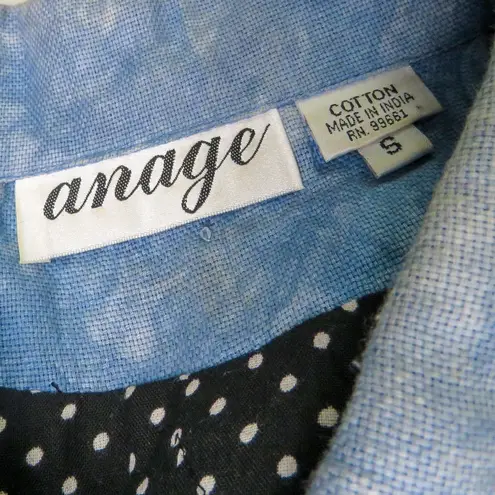 anage
COTTON
MADE IN INDIA
RN. 99661
S